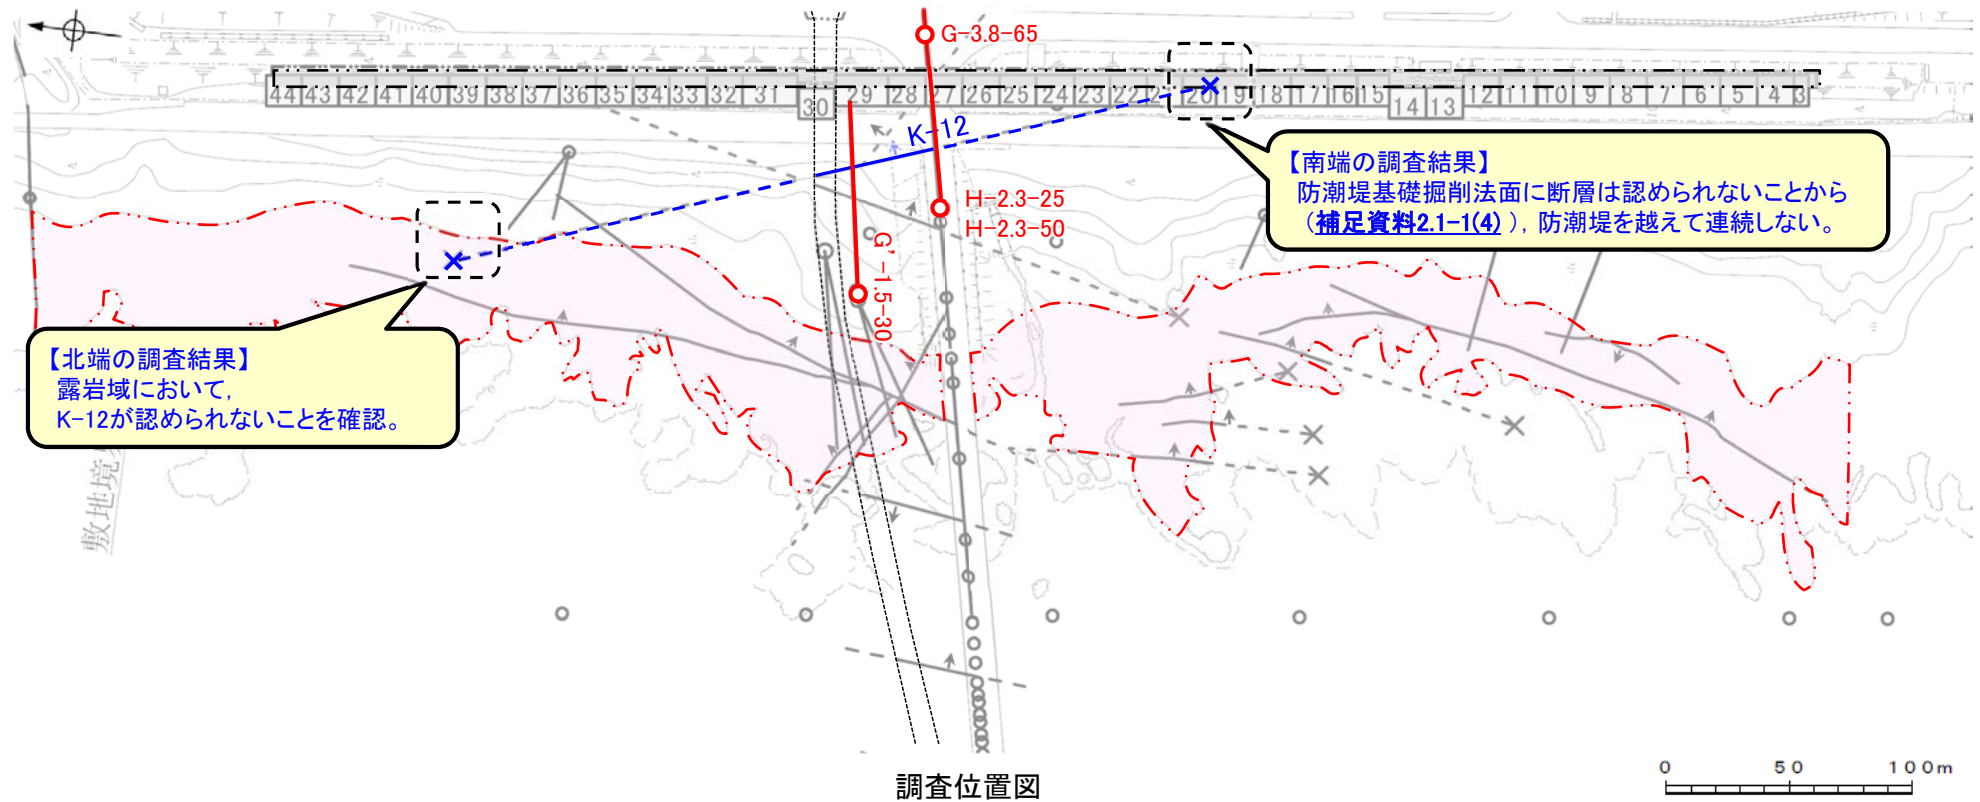 G-3.8-65
44 43 42 41 40 39 38 37 36 35 34 33 32 31 30 29 28 27 26 25 24 23 22 2 20 19 18 17 16 15 14 13 12 11 10 9 8 7 6 5 4 3
K-12
【南端の調査結果】
防潮堤基礎掘削法面に断層は認められないことから
（補足資料2.1-1(4)），防潮堤を越えて連続しない。
H-2.3-25
H-2.3-50
G’-1.5-30
【北端の調査結果】
露岩域において，
K-12が認められないことを確認。
敷地境
調査位置図
0 50 100m